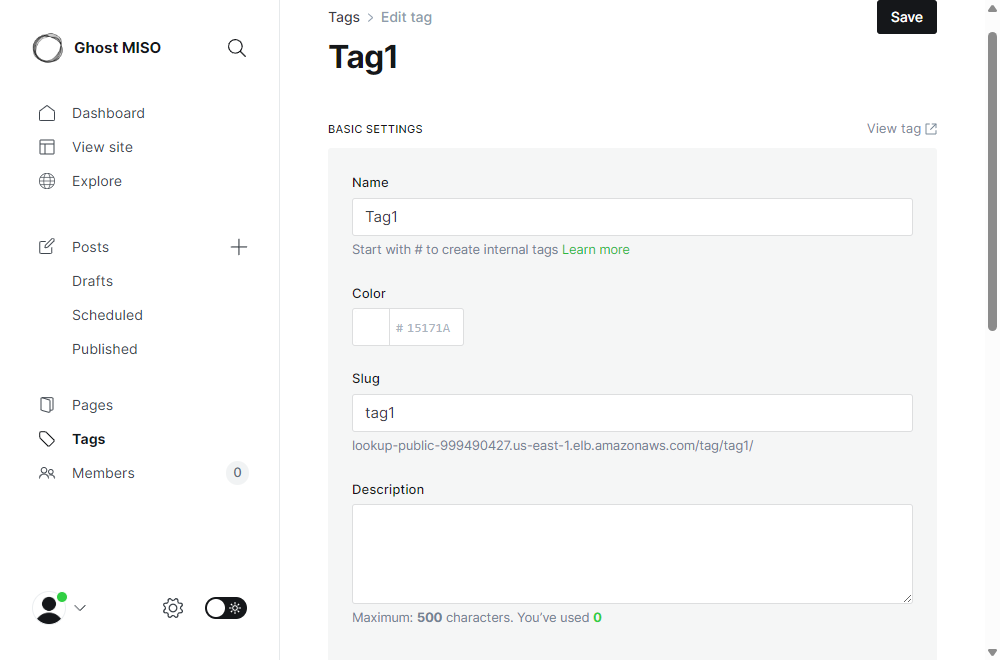 Ghost MISO
Dashboard
View site
Explore
Posts
Drafts
Scheduled
Published
Pages
Tags
Members 0
Tags > Edit tag
Save
Tag1
BASIC SETTINGS
View tag
Name
Tag1
Start with # to create internal tags Learn more
Color
# 15171A
Slug
tag1
lookup-public-999490427.us-east-1.elb.amazonaws.com/tag/tag1/
Description
Maximum: 500 characters. You’ve used 0